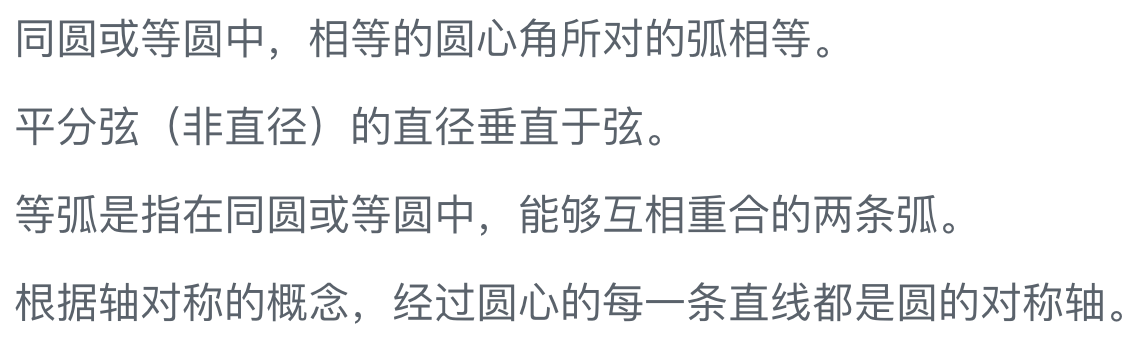 同圆或等圆中，相等的圆心角所对的弧相等。
平分弦（非直径）的直径垂直于弦。
等弧是指在同圆或等圆中，能够互相重合的两条弧。
根据轴对称的概念，经过圆心的每一条直线都是圆的对称轴。